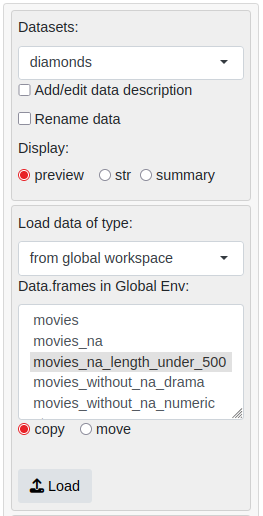 Datasets:
diamonds
Add/edit data description
Rename data
Display:
preview str summary
Load data of type:
from global workspace
Data.frames in Global Env:
movies
movies_na
movies_na_length_under_500
movies_without_na_drama
movies_without_na_numeric
copy move
Load